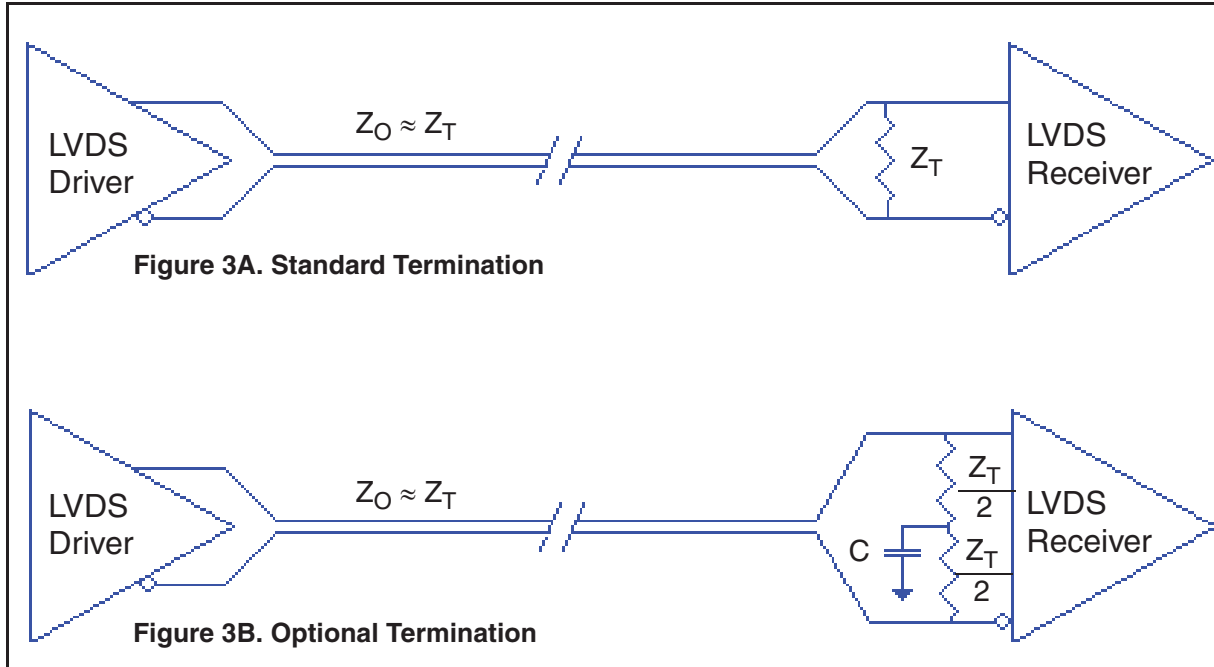 LVDS
Driver
Z_O ≈ Z_T
Z_T
LVDS
Receiver
Figure 3A. Standard Termination
LVDS
Driver
Z_O ≈ Z_T
C
Z_T
2
Z_T
2
LVDS
Receiver
Figure 3B. Optional Termination